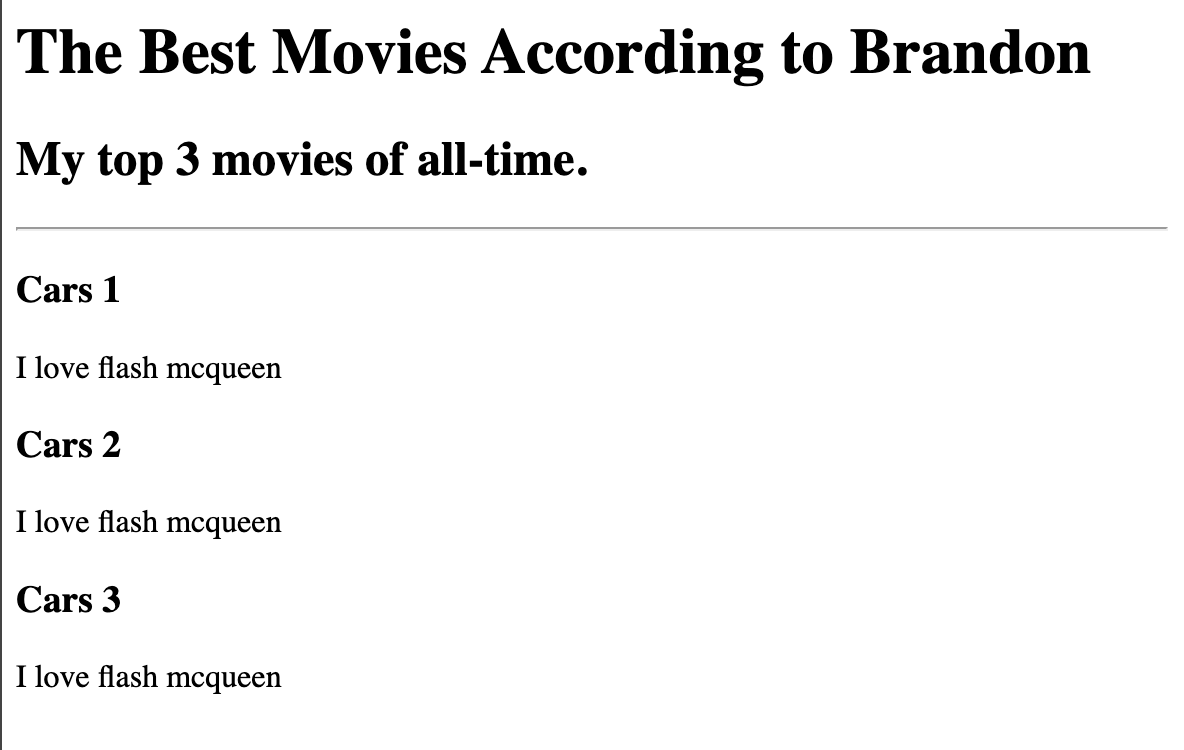 The Best Movies According to Brandon
My top 3 movies of all-time.
Cars 1
I love flash mcqueen
Cars 2
I love flash mcqueen
Cars 3
I love flash mcqueen